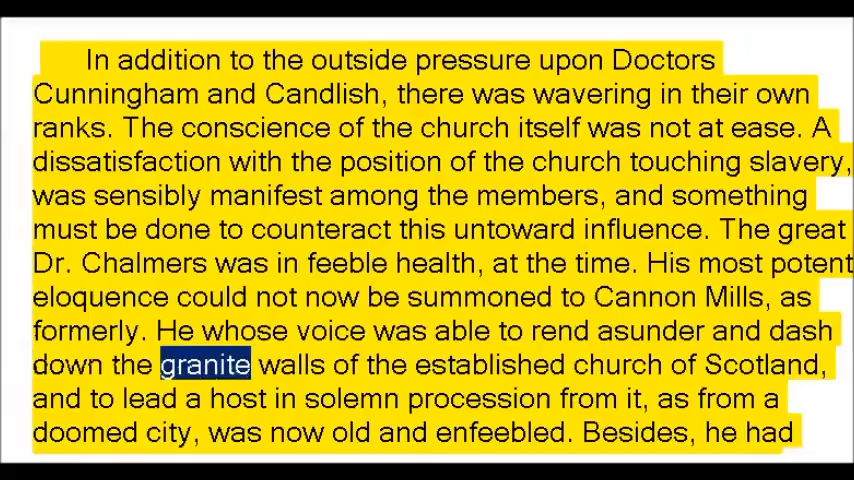 In addition to the outside pressure upon Doctors
Cunningham and Candlish, there was wavering in their own
ranks. The conscience of the church itself was not at ease. A
dissatisfaction with the position of the church touching slavery,
was sensibly manifest among the members, and something
must be done to counteract this untoward influence. The great
Dr. Chalmers was in feeble health, at the time. His most potent
eloquence could not now be summoned to Cannon Mills, as
formerly. He whose voice was able to rend asunder and dash
down the granite walls of the established church of Scotland,
and to lead a host in solemn procession from it, as from a
doomed city, was now old and enfeebled. Besides, he had